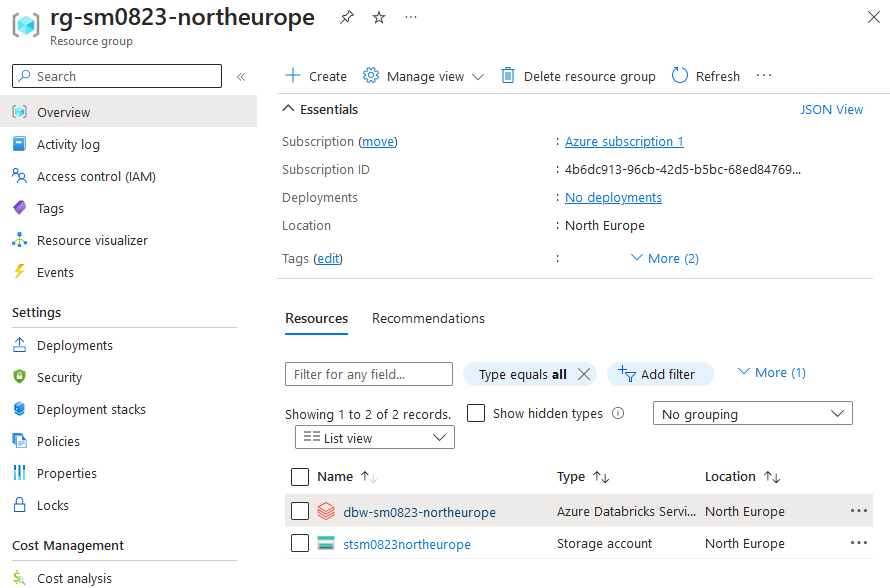 rg-sm0823-northeurope
Resource group
Search
Overview
Activity log
Access control (IAM)
Tags
Resource visualizer
Events
Settings
Deployments
Security
Deployment stacks
Policies
Properties
Locks
Cost Management
Cost analysis
Create Manage view Delete resource group Refresh
Essentials JSON View
Subscription (move) : Azure subscription 1
Subscription ID : 4b6dc913-96cb-42d5-b5bc-68ed84769...
Deployments : No deployments
Location : North Europe
Tags (edit) : More (2)
Resources Recommendations
Filter for any field... Type equals all Add filter More (1)
Showing 1 to 2 of 2 records. Show hidden types No grouping
List view
Name Type Location
dbw-sm0823-northeurope Azure Databricks Servi... North Europe
stsm0823northeurope Storage account North Europe